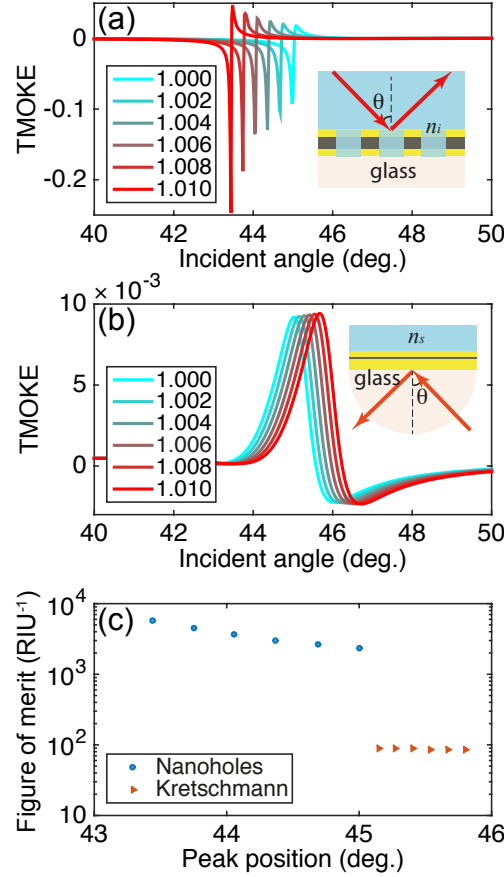 (a)
TMOKE
0
-0.1
-0.2
1.000
1.002
1.004
1.006
1.008
1.010
θ
ni
glass
40 42 44 46 48 50
Incident angle (deg.)
(b)
× 10-3
TMOKE
10
5
0
1.000
1.002
1.004
1.006
1.008
1.010
ns
glass
θ
40 42 44 46 48 50
Incident angle (deg.)
(c)
Figure of merit (RIU-1)
10⁴
10³
10²
10
Nanoholes
Kretschmann
43 44 45 46
Peak position (deg.)